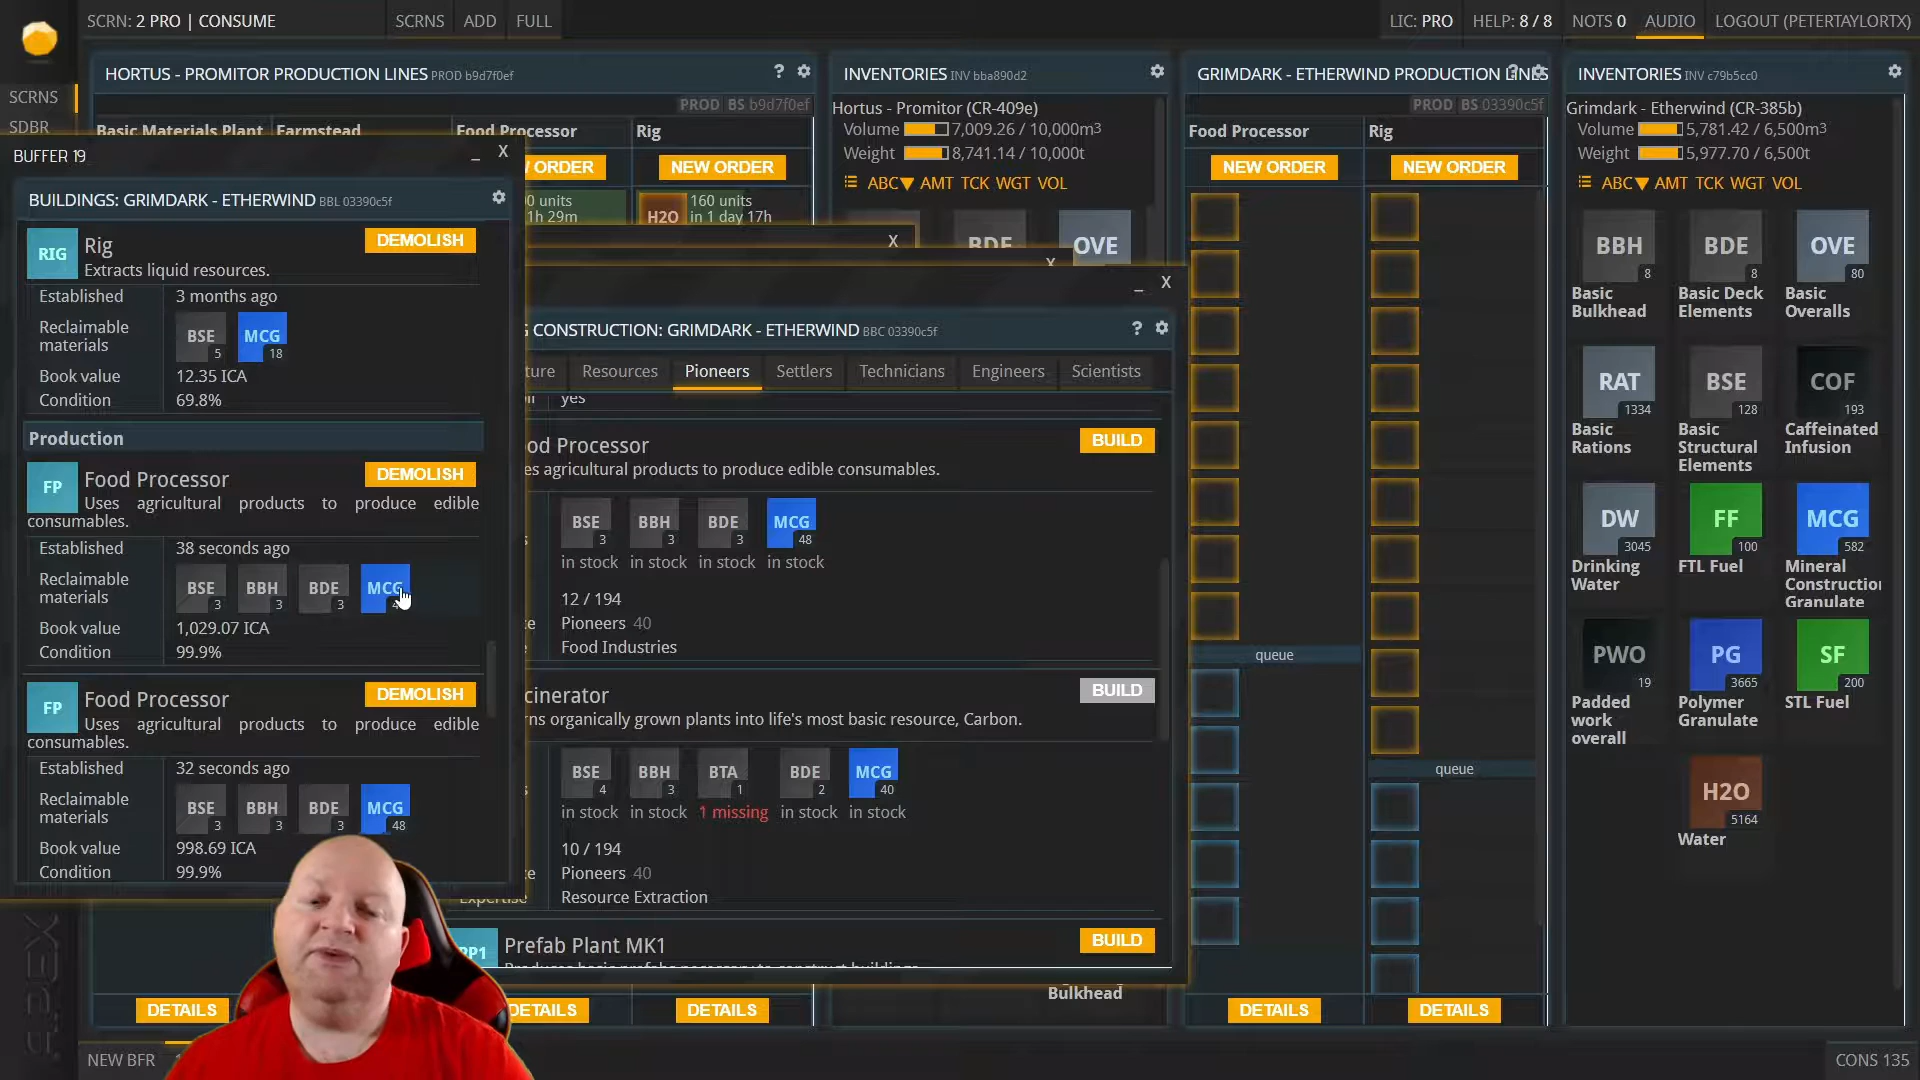 SCRN: 2 PRO | CONSUME
SCRNS
ADD
FULL
LIC: PRO
HELP: 8 / 8
NOTS 0
AUDIO
LOGOUT (PETERTAYLORTX)
SCRNS
SDBR
HORTUS - PROMITOR PRODUCTION LINES PROD b9d7f0ef
?
PROD BS b9d7f0ef
Basic Materials Plant
Farmstead
Food Processor
Rig
NEW ORDER
160 units
in 1 day 17h
H2O
1h 29m
INVENTORIES INV bba890d2
Hortus - Promitor (CR-409e)
Volume 7,009.26 / 10,000m³
Weight 8,741.14 / 10,000t
ABC AMT TCK WGT VOL
BDE
OVE
GRIMDARK - ETHERWIND PRODUCTION LINES
PROD BS 03390c5f
Food Processor
Rig
NEW ORDER
NEW ORDER
queue
queue
DETAILS
DETAILS
INVENTORIES INV c79b5cc0
Grimdark - Etherwind (CR-385b)
Volume 5,781.42 / 6,500m³
Weight 5,977.70 / 6,500t
ABC AMT TCK WGT VOL
BBH 8
Basic
Bulkhead
BDE 8
Basic Deck
Elements
OVE 80
Basic
Overalls
RAT 1334
Basic
Rations
BSE 128
Basic
Structural
Elements
COF 193
Caffeinated
Infusion
DW 3045
Drinking
Water
FF 100
FTL Fuel
MCG 582
Mineral
Constructio
Granulate
PWO 19
Padded
work
overall
PG 3665
Polymer
Granulate
SF 200
STL Fuel
H2O 5164
Water
BUFFER 19
_ X
BUILDINGS: GRIMDARK - ETHERWIND BBL 03390c5f
RIG
Rig
DEMOLISH
Extracts liquid resources.
Established 3 months ago
Reclaimable
materials
BSE 5 MCG 18
Book value 12.35 ICA
Condition 69.8%
Production
FP
Food Processor
DEMOLISH
Uses agricultural products to produce edible
consumables.
Established 38 seconds ago
Reclaimable
materials
BSE 3 BBH 3 BDE 3 MCG
Book value 1,029.07 ICA
Condition 99.9%
FP
Food Processor
DEMOLISH
Uses agricultural products to produce edible
consumables.
Established 32 seconds ago
Reclaimable
materials
BSE 3 BBH 3 BDE 3 MCG 48
Book value 998.69 ICA
Condition 99.9%
X
X
_ X
CONSTRUCTION: GRIMDARK - ETHERWIND BBC 03390c5f
?
Resources
Pioneers
Settlers
Technicians
Engineers
Scientists
yes
od Processor
BUILD
es agricultural products to produce edible consumables.
BSE 3 BBH 3 BDE 3 MCG 48
in stock in stock in stock in stock
12 / 194
Pioneers 40
Food Industries
cinerator
BUILD
rns organically grown plants into life's most basic resource, Carbon.
BSE 4 BBH 3 BTA 1 BDE 2 MCG 40
in stock in stock 1 missing in stock in stock
10 / 194
Pioneers 40
Expertise
Resource Extraction
PP1
Prefab Plant MK1
BUILD
Produces basic prefabs necessary to construct buildings.
Bulkhead
DETAILS
DETAILS
DETAILS
NEW BFR
CONS 135